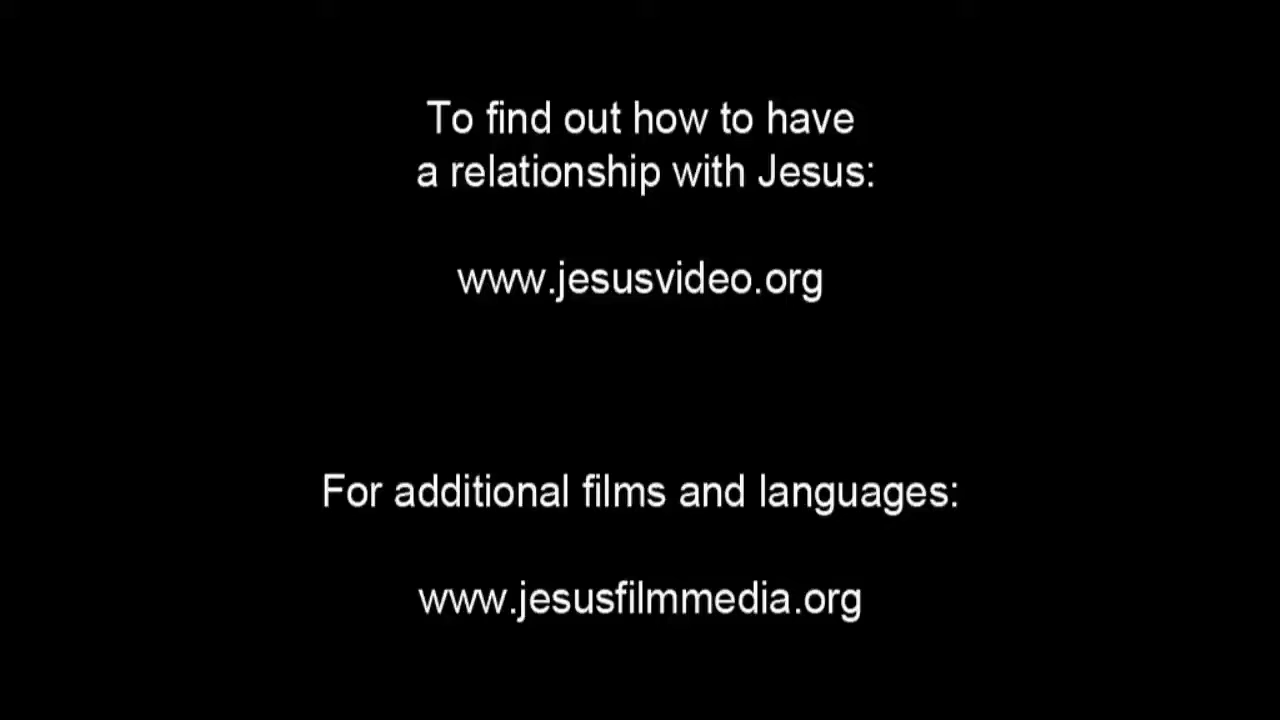 To find out how to have
a relationship with Jesus:
www.jesusvideo.org
For additional films and languages:
www.jesusfilmmedia.org